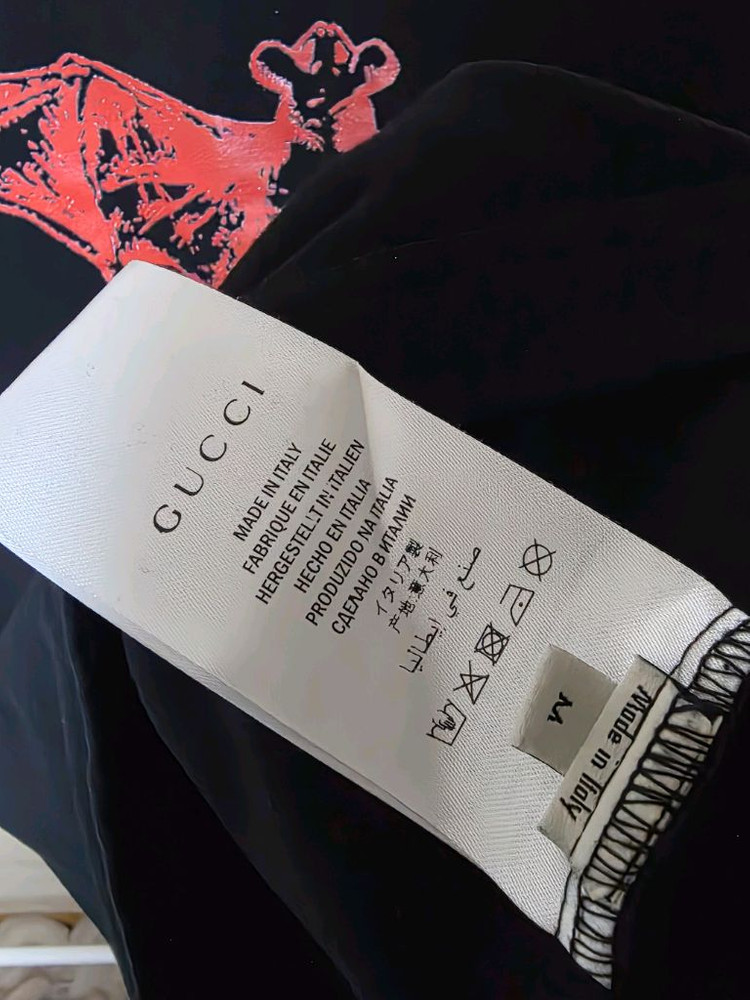 GUCCI
MADE IN ITALY
FABRIQUE EN ITALIE
HERGESTELLT IN ITALIEN
HECHO EN ITALIA
PRODUZIDO NA ITALIA
СДЕЛАНО В ИТАЛИИ
イタリア製
产地:意大利
صنع في إيطاليا
M
Made in Italy